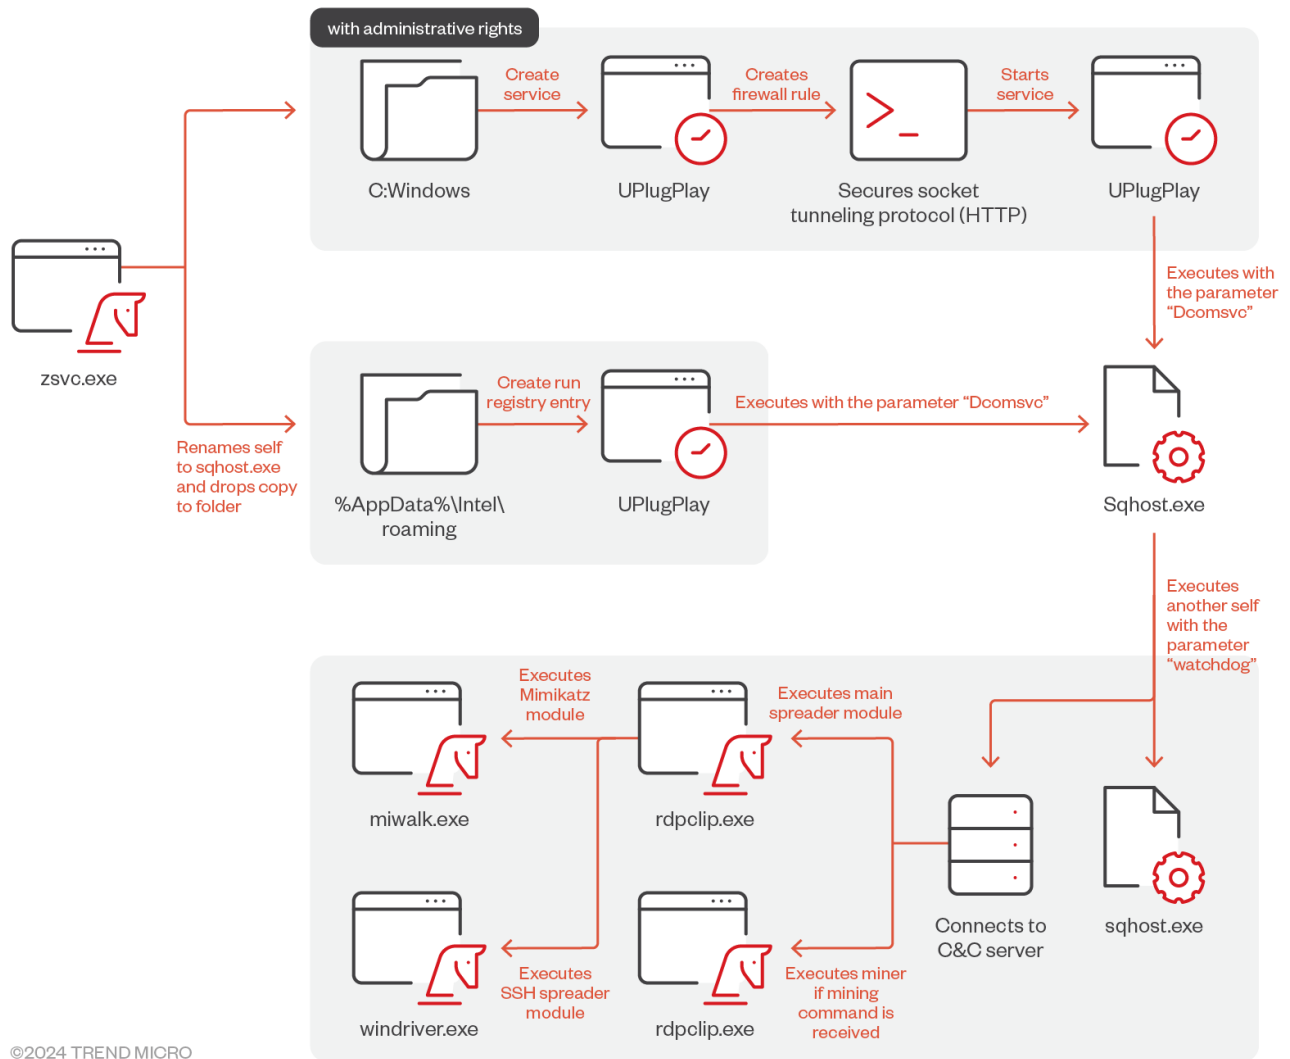 with administrative rights
Create
service
Creates
firewall rule
Starts
service
C:Windows
UPlugPlay
Secures socket
tunneling protocol (HTTP)
UPlugPlay
Executes with
the parameter
“Dcomsvc”
zsvc.exe
Renames self
to sqhost.exe
and drops copy
to folder
Create run
registry entry
Executes with the parameter “Dcomsvc”
%AppData%\Intel\
roaming
UPlugPlay
Sqhost.exe
Executes
another self
with the
parameter
“watchdog”
Executes
Mimikatz
module
Executes main
spreader module
miwalk.exe
rdpclip.exe
Connects to
C&C server
sqhost.exe
Executes
SSH spreader
module
Executes miner
if mining
command is
received
windriver.exe
rdpclip.exe
©2024 TREND MICRO